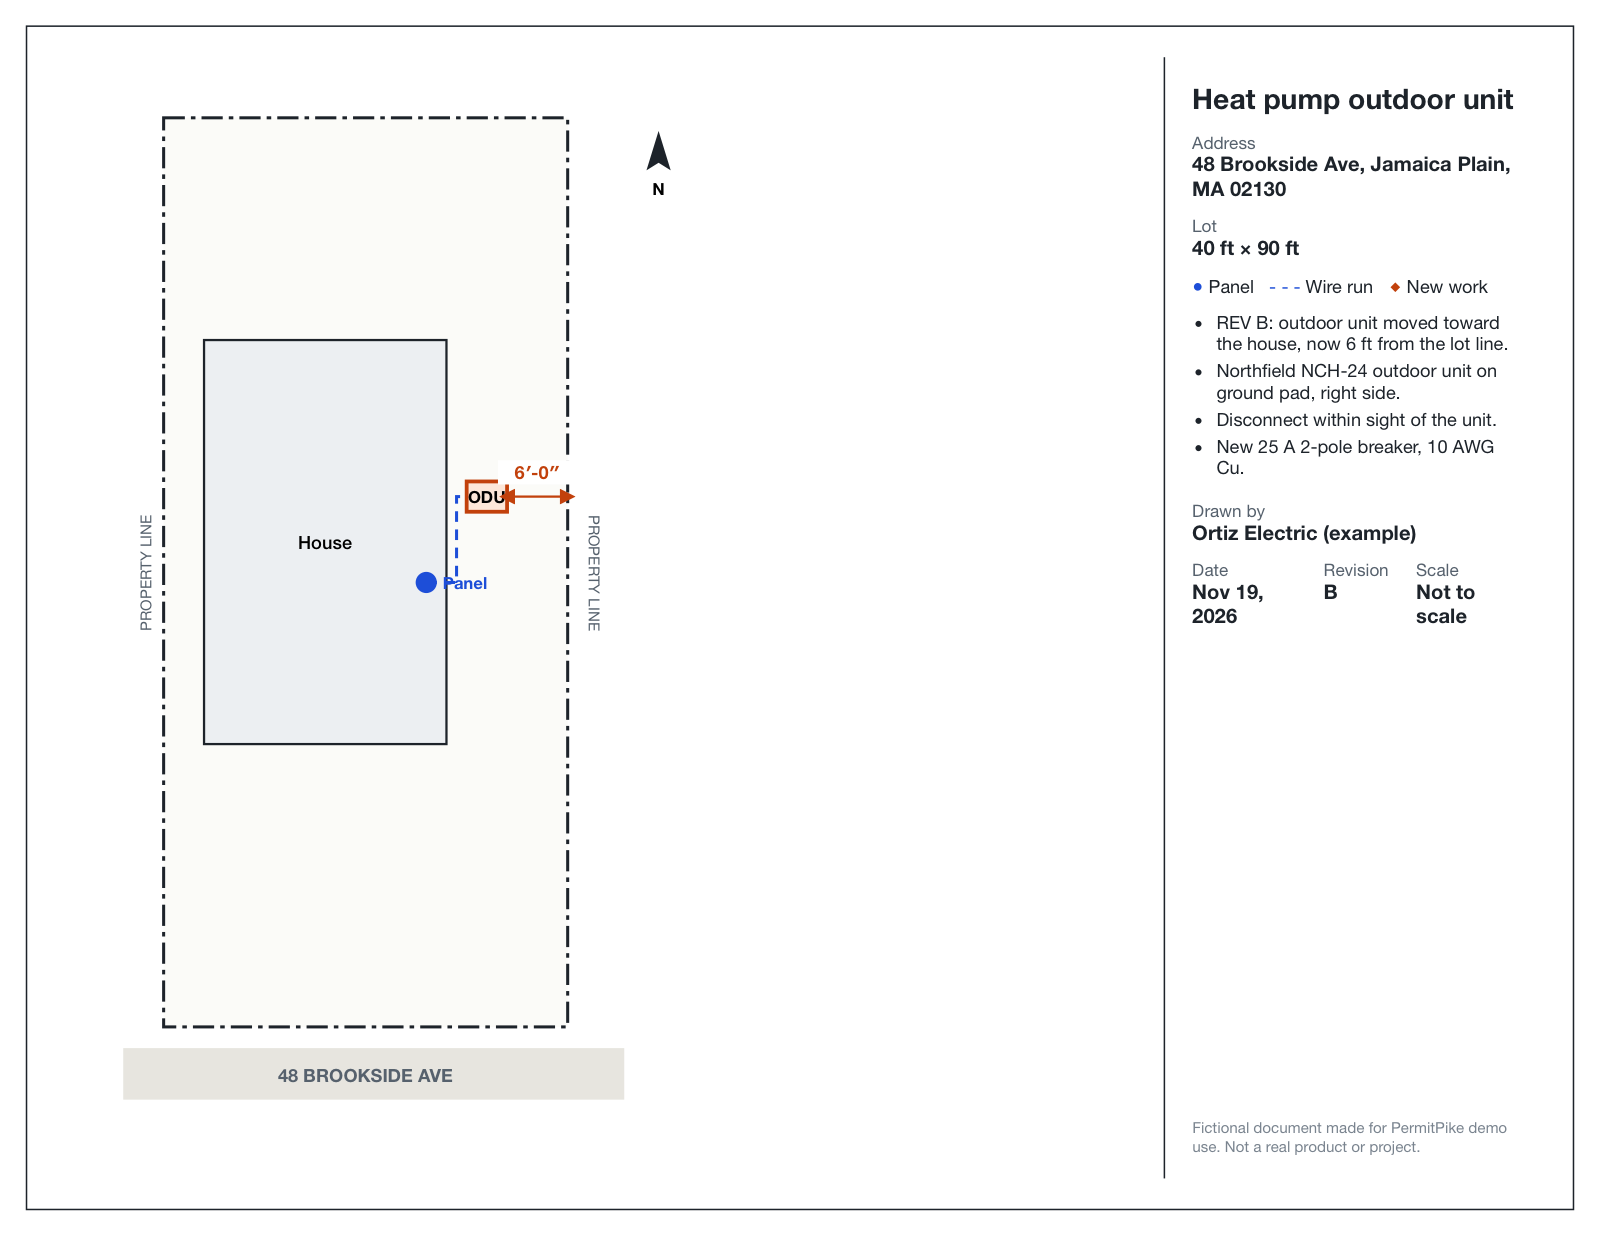 N
PROPERTY LINE
House
ODU
6′-0″
Panel
PROPERTY LINE
48 BROOKSIDE AVE
Heat pump outdoor unit
Address
48 Brookside Ave, Jamaica Plain,
MA 02130
Lot
40 ft × 90 ft
Panel Wire run New work
• REV B: outdoor unit moved toward
the house, now 6 ft from the lot line.
• Northfield NCH-24 outdoor unit on
ground pad, right side.
• Disconnect within sight of the unit.
• New 25 A 2-pole breaker, 10 AWG
Cu.
Drawn by
Ortiz Electric (example)
Date Revision Scale
Nov 19, B Not to
2026 scale
Fictional document made for PermitPike demo
use. Not a real product or project.